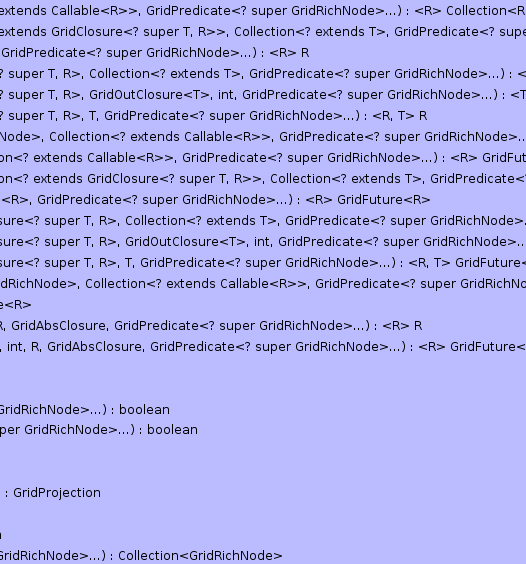 extends Callable<R>>, GridPredicate<? super GridRichNode>...) : <R> Collection<R
extends GridClosure<? super T, R>>, Collection<? extends T>, GridPredicate<? supe
GridPredicate<? super GridRichNode>...) : <R> R
? super T, R>, Collection<? extends T>, GridPredicate<? super GridRichNode>...) : <
? super T, R>, GridOutClosure<T>, int, GridPredicate<? super GridRichNode>...) : <T
? super T, R>, T, GridPredicate<? super GridRichNode>...) : <R, T> R
Node>, Collection<? extends Callable<R>>, GridPredicate<? super GridRichNode>...
on<? extends Callable<R>>, GridPredicate<? super GridRichNode>...) : <R> GridFut
on<? extends GridClosure<? super T, R>>, Collection<? extends T>, GridPredicate<
<R>, GridPredicate<? super GridRichNode>...) : <R> GridFuture<R>
sure<? super T, R>, Collection<? extends T>, GridPredicate<? super GridRichNode>.
sure<? super T, R>, GridOutClosure<T>, int, GridPredicate<? super GridRichNode>...
sure<? super T, R>, T, GridPredicate<? super GridRichNode>...) : <R, T> GridFuture<
dRichNode>, Collection<? extends Callable<R>>, GridPredicate<? super GridRichNo
e<R>
R, GridAbsClosure, GridPredicate<? super GridRichNode>...) : <R> R
, int, R, GridAbsClosure, GridPredicate<? super GridRichNode>...) : <R> GridFuture<
GridRichNode>...) : boolean
per GridRichNode>...) : boolean
: GridProjection
n
GridRichNode>...) : Collection<GridRichNode>